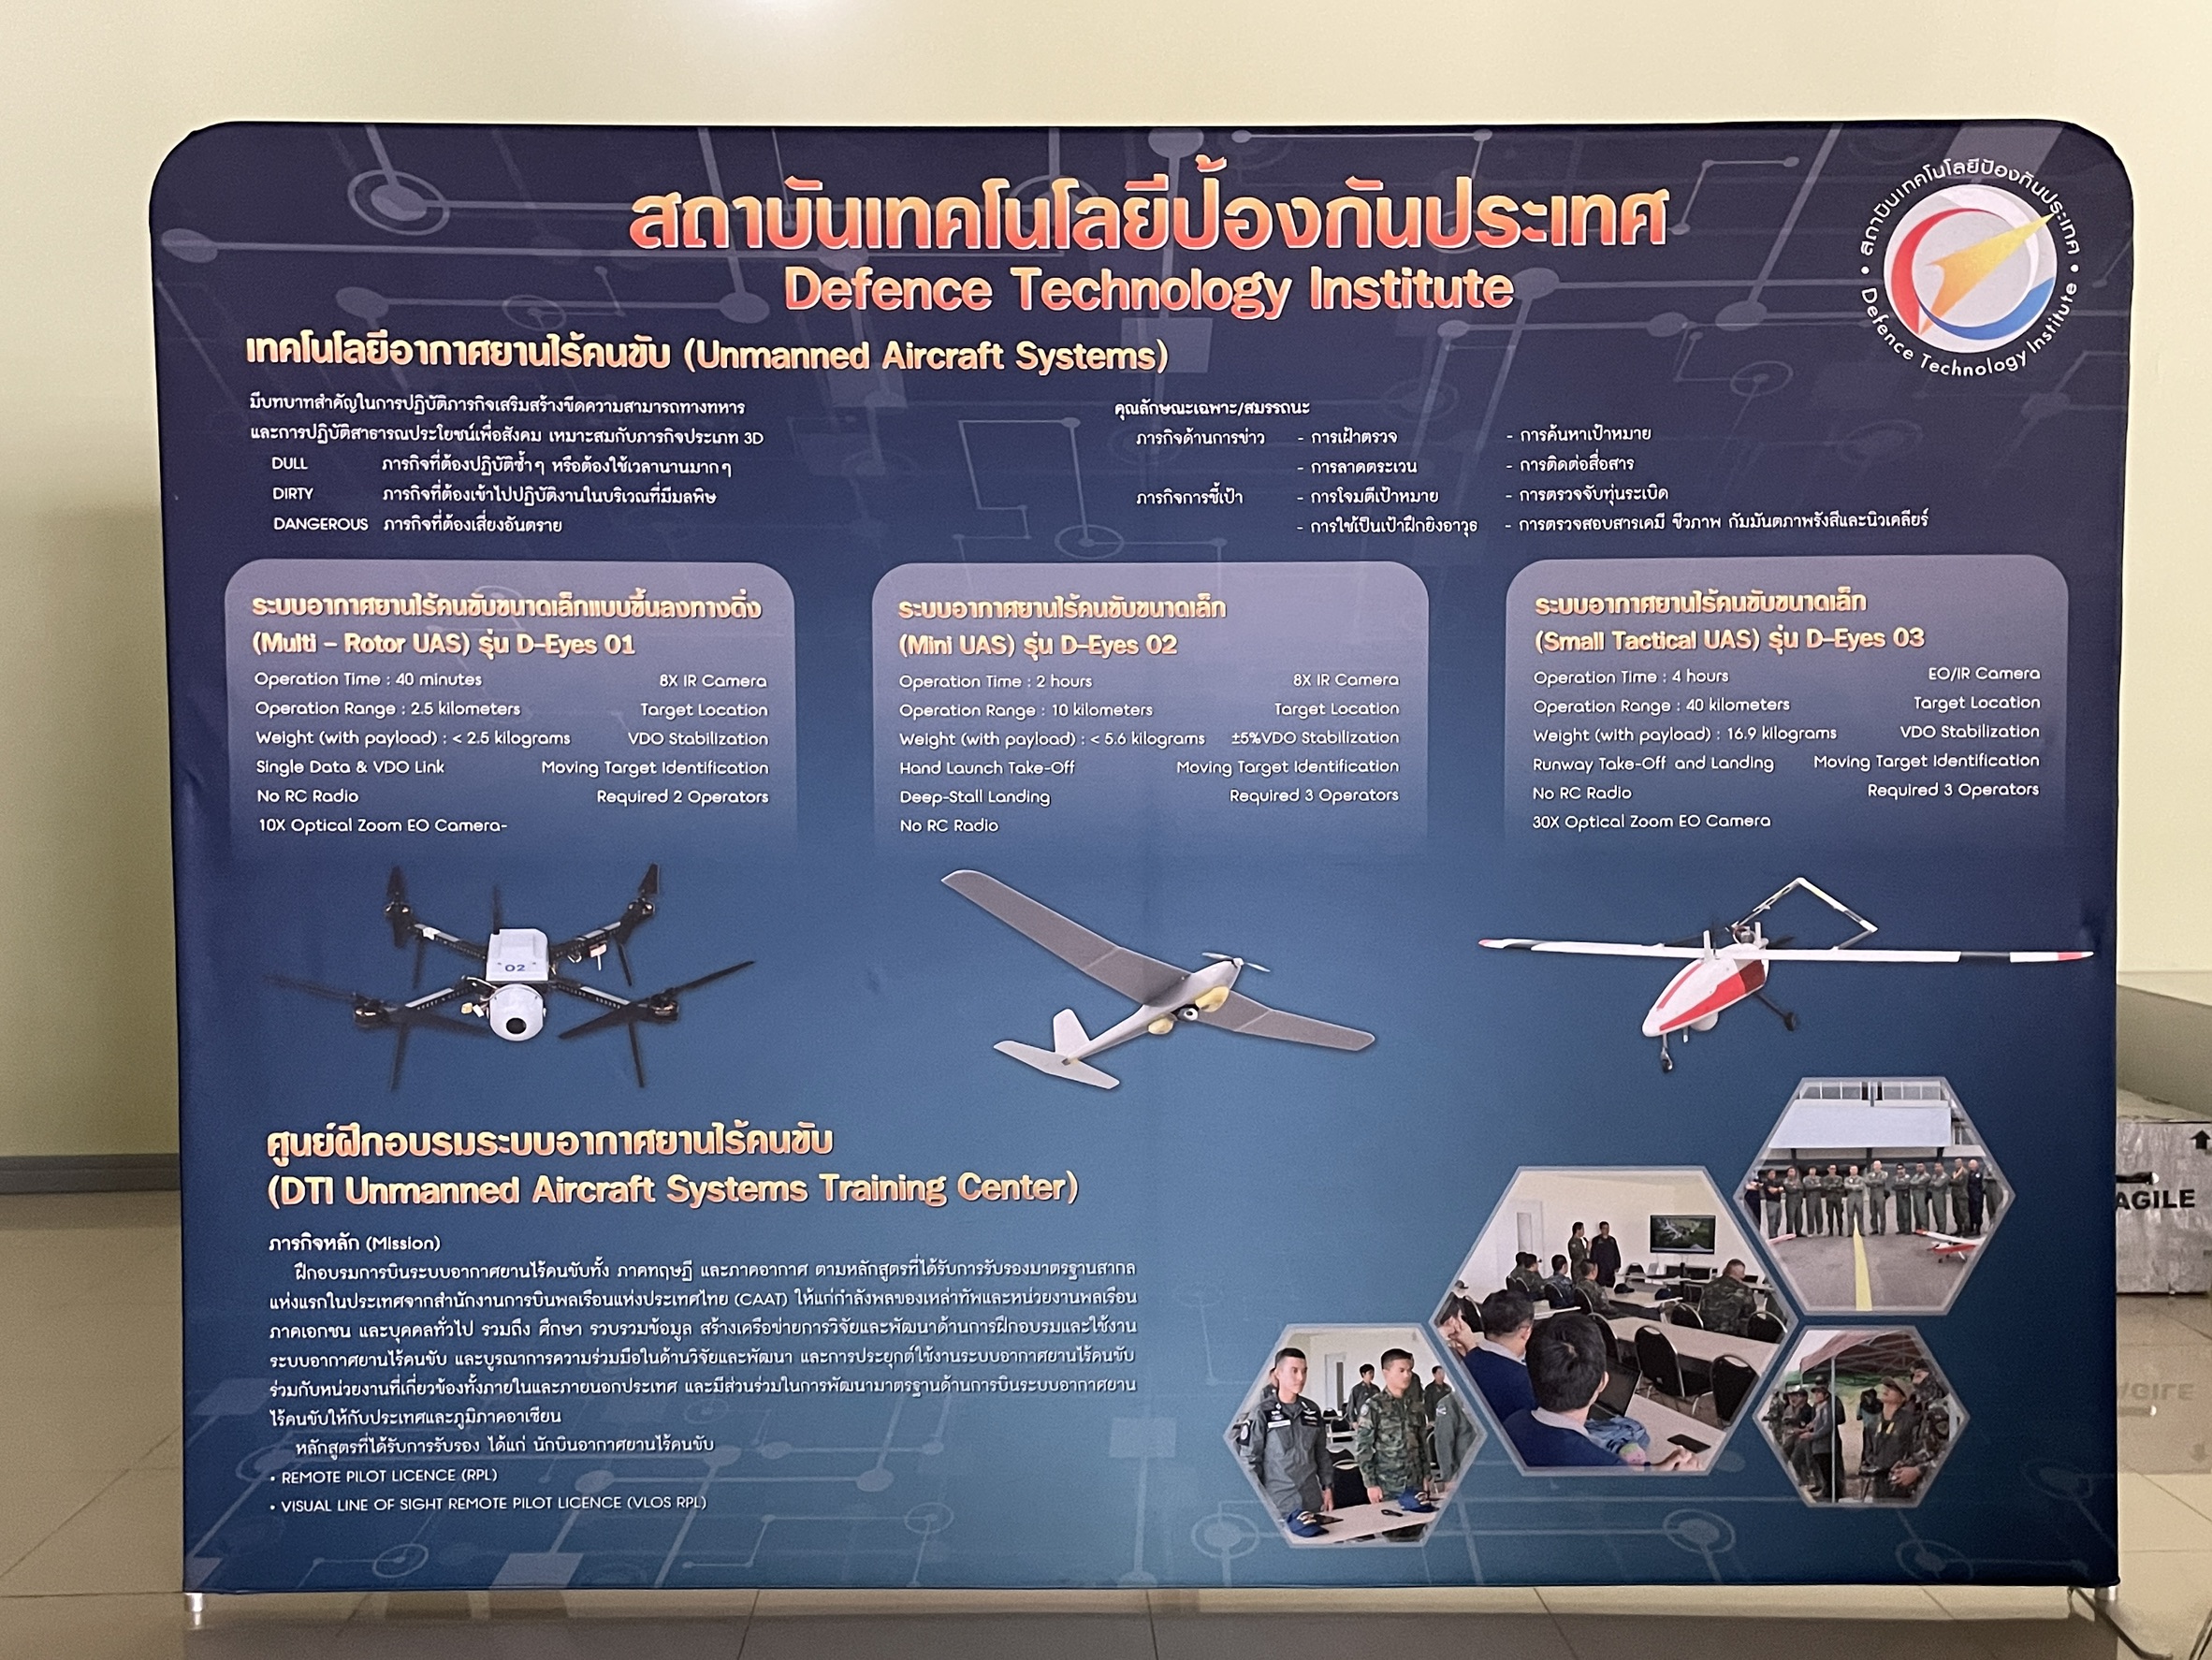 สถาบันเทคโนโลยีป้องกันประเทศ
Defence Technology Institute
สถาบันเทคโนโลยีป้องกันประเทศ
Defence Technology Institute
เทคโนโลยีอากาศยานไร้คนขับ (Unmanned Aircraft Systems)
มีบทบาทสำคัญในการปฏิบัติภารกิจเสริมสร้างขีดความสามารถทางทหาร
และการปฏิบัติสาธารณประโยชน์เพื่อสังคม เหมาะสมกับภารกิจประเภท 3D
DULL ภารกิจที่ต้องปฏิบัติซ้ำๆ หรือต้องใช้เวลานานมากๆ
DIRTY ภารกิจที่ต้องเข้าไปปฏิบัติงานในบริเวณที่มีมลพิษ
DANGEROUS ภารกิจที่ต้องเสี่ยงอันตราย
คุณลักษณะเฉพาะ/สมรรถนะ
ภารกิจด้านการข่าว - การเฝ้าตรวจ - การค้นหาเป้าหมาย
- การลาดตระเวน - การติดต่อสื่อสาร
ภารกิจการชี้เป้า - การโจมตีเป้าหมาย - การตรวจจับทุ่นระเบิด
- การใช้เป็นเป้าฝึกยิงอาวุธ - การตรวจสอบสารเคมี ชีวภาพ กัมมันตภาพรังสีและนิวเคลียร์
ระบบอากาศยานไร้คนขับขนาดเล็กแบบขึ้นลงทางดิ่ง
(Multi – Rotor UAS) รุ่น D-Eyes 01
Operation Time : 40 minutes 8X IR Camera
Operation Range : 2.5 kilometers Target Location
Weight (with payload) : < 2.5 kilograms VDO Stabilization
Single Data & VDO Link Moving Target Identification
No RC Radio Required 2 Operators
10X Optical Zoom EO Camera-
ระบบอากาศยานไร้คนขับขนาดเล็ก
(Mini UAS) รุ่น D-Eyes 02
Operation Time : 2 hours 8X IR Camera
Operation Range : 10 kilometers Target Location
Weight (with payload) : < 5.6 kilograms ±5%VDO Stabilization
Hand Launch Take-Off Moving Target Identification
Deep-Stall Landing Required 3 Operators
No RC Radio
ระบบอากาศยานไร้คนขับขนาดเล็ก
(Small Tactical UAS) รุ่น D-Eyes 03
Operation Time : 4 hours EO/IR Camera
Operation Range : 40 kilometers Target Location
Weight (with payload) : 16.9 kilograms VDO Stabilization
Runway Take-Off and Landing Moving Target Identification
No RC Radio Required 3 Operators
30X Optical Zoom EO Camera
02
ศูนย์ฝึกอบรมระบบอากาศยานไร้คนขับ
(DTI Unmanned Aircraft Systems Training Center)
ภารกิจหลัก (Mission)
ฝึกอบรมการบินระบบอากาศยานไร้คนขับทั้ง ภาคทฤษฎี และภาคอากาศ ตามหลักสูตรที่ได้รับการรับรองมาตรฐานสากล
แห่งแรกในประเทศจากสำนักงานการบินพลเรือนแห่งประเทศไทย (CAAT) ให้แก่กำลังพลของเหล่าทัพและหน่วยงานพลเรือน
ภาคเอกชน และบุคคลทั่วไป รวมถึง ศึกษา รวบรวมข้อมูล สร้างเครือข่ายการวิจัยและพัฒนาด้านการฝึกอบรมและใช้งาน
ระบบอากาศยานไร้คนขับ และบูรณาการความร่วมมือในด้านวิจัยและพัฒนา และการประยุกต์ใช้งานระบบอากาศยานไร้คนขับ
ร่วมกับหน่วยงานที่เกี่ยวข้องทั้งภายในและภายนอกประเทศ และมีส่วนร่วมในการพัฒนามาตรฐานด้านการบินระบบอากาศยาน
ไร้คนขับให้กับประเทศและภูมิภาคอาเซียน
หลักสูตรที่ได้รับการรับรอง ได้แก่ นักบินอากาศยานไร้คนขับ
• REMOTE PILOT LICENCE (RPL)
• VISUAL LINE OF SIGHT REMOTE PILOT LICENCE (VLOS RPL)
AGILE